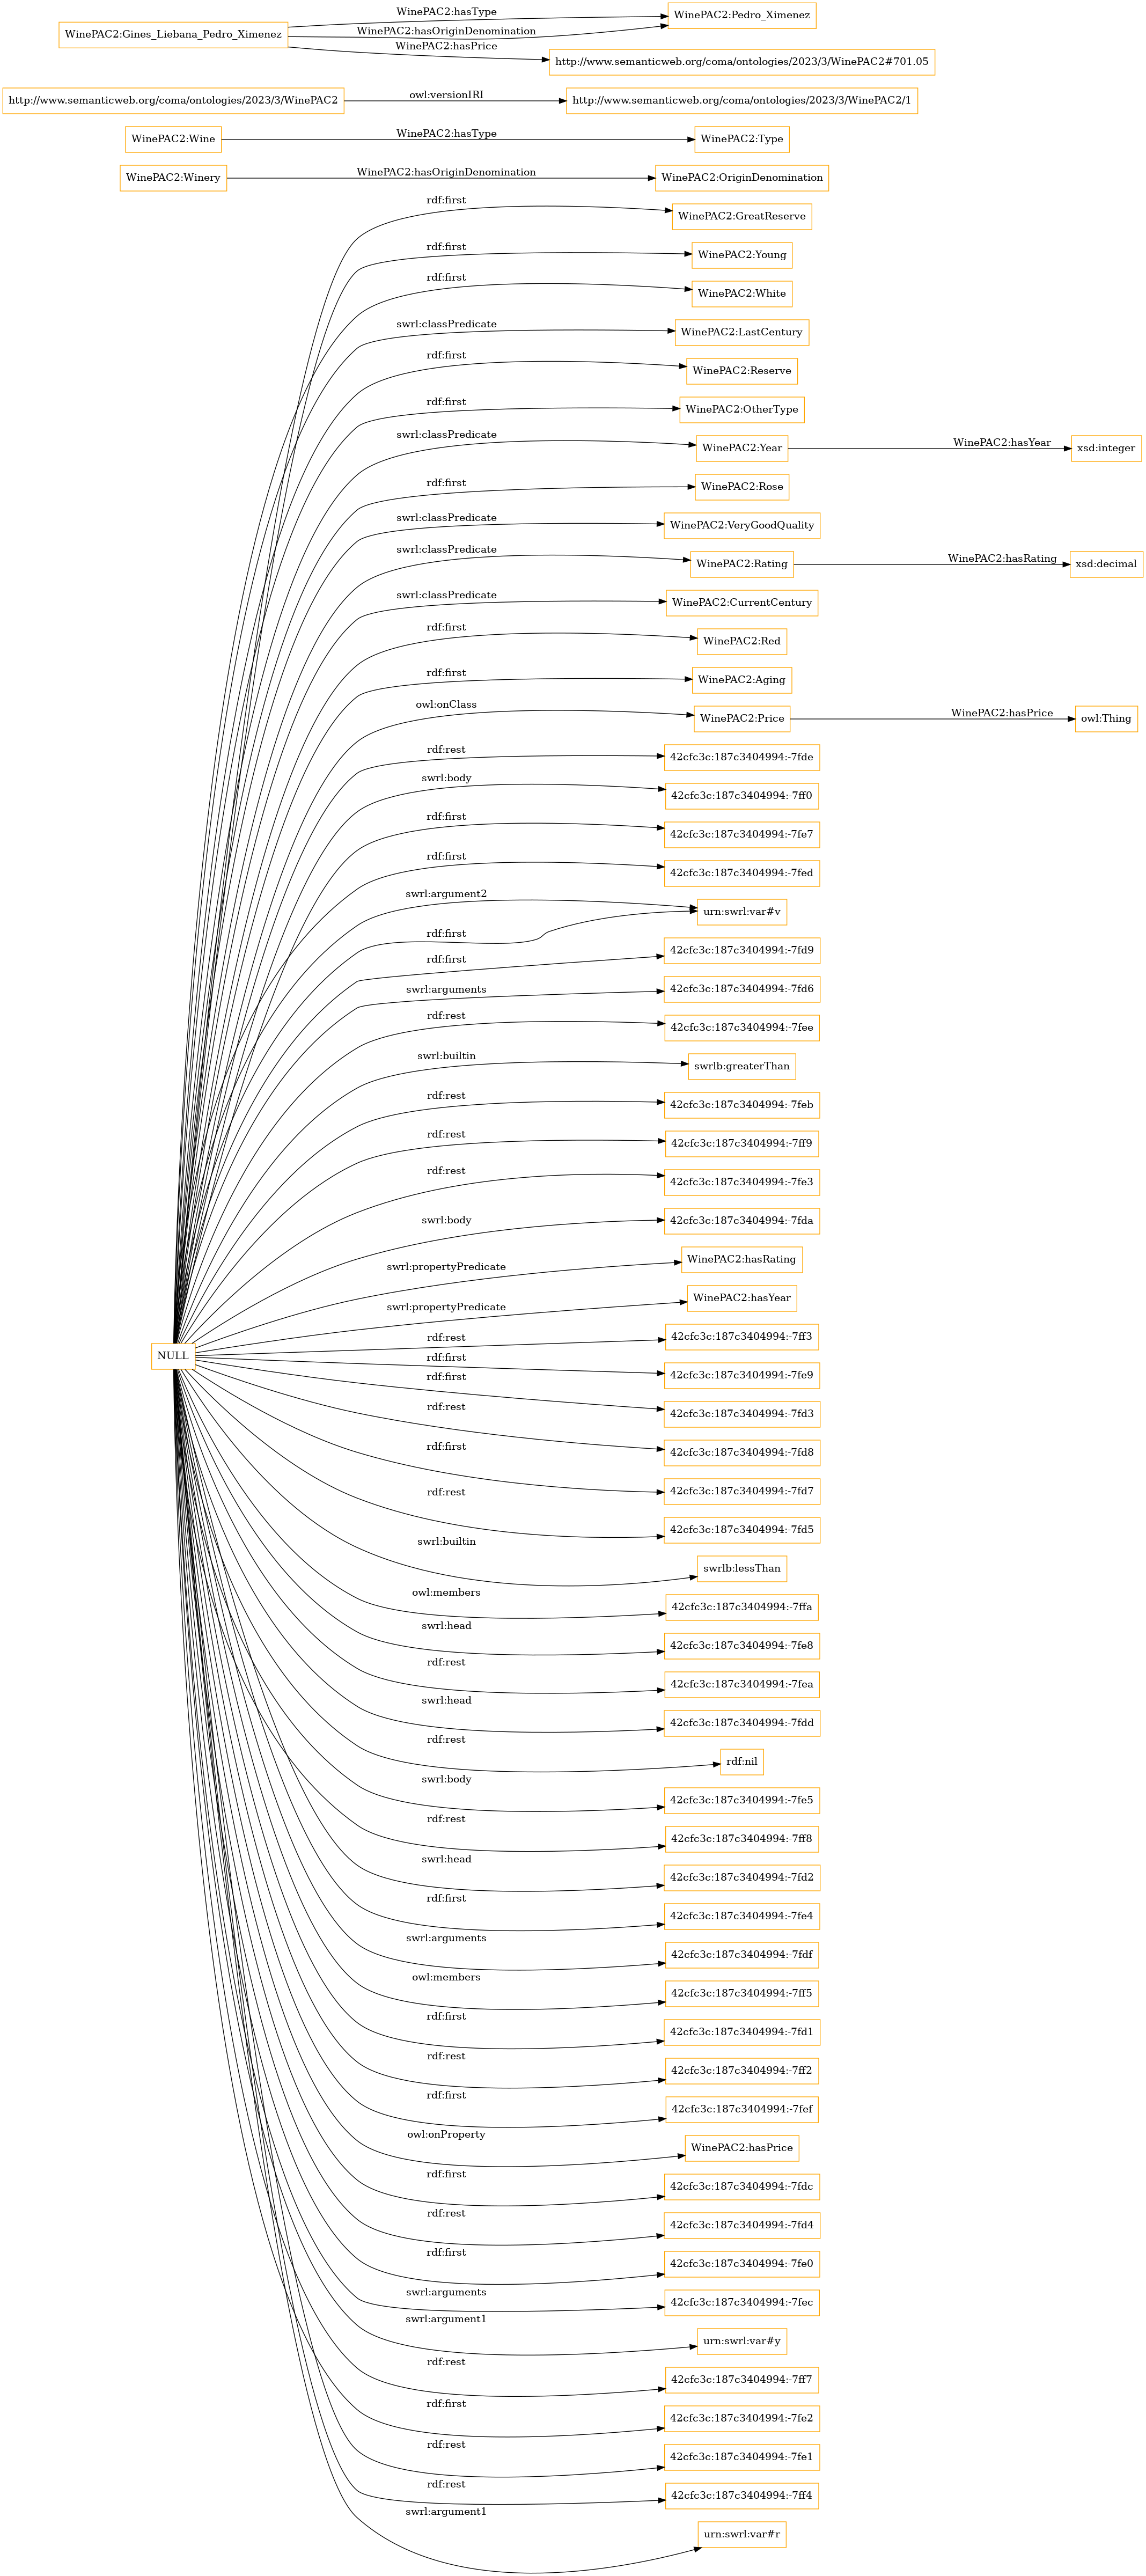 WinePAC2:hasType
WinePAC2:Pedro_Ximenez
WinePAC2:Gines_Liebana_Pedro_Ximenez
WinePAC2:hasOriginDenomination
WinePAC2:hasPrice
http://www.semanticweb.org/coma/ontologies/2023/3/WinePAC2#701.05
http://www.semanticweb.org/coma/ontologies/2023/3/WinePAC2
owl:versionIRI
http://www.semanticweb.org/coma/ontologies/2023/3/WinePAC2/1
WinePAC2:Wine
WinePAC2:hasType
WinePAC2:Type
WinePAC2:Winery
WinePAC2:hasOriginDenomination
WinePAC2:OriginDenomination
rdf:first
WinePAC2:GreatReserve
rdf:first
WinePAC2:Young
rdf:first
WinePAC2:White
swrl:classPredicate
WinePAC2:LastCentury
rdf:first
WinePAC2:Reserve
rdf:first
WinePAC2:OtherType
swrl:classPredicate
WinePAC2:Year
WinePAC2:hasYear
xsd:integer
rdf:first
WinePAC2:Rose
swrl:classPredicate
WinePAC2:VeryGoodQuality
swrl:classPredicate
WinePAC2:Rating
WinePAC2:hasRating
xsd:decimal
swrl:classPredicate
WinePAC2:CurrentCentury
rdf:first
WinePAC2:Red
rdf:first
WinePAC2:Aging
owl:onClass
WinePAC2:Price
WinePAC2:hasPrice
owl:Thing
rdf:rest
42cfc3c:187c3404994:-7fde
swrl:body
42cfc3c:187c3404994:-7ff0
rdf:first
42cfc3c:187c3404994:-7fe7
rdf:first
42cfc3c:187c3404994:-7fed
swrl:argument2
urn:swrl:var#v
rdf:first
rdf:first
42cfc3c:187c3404994:-7fd9
swrl:arguments
42cfc3c:187c3404994:-7fd6
rdf:rest
42cfc3c:187c3404994:-7fee
swrl:builtin
swrlb:greaterThan
rdf:rest
42cfc3c:187c3404994:-7feb
rdf:rest
42cfc3c:187c3404994:-7ff9
rdf:rest
42cfc3c:187c3404994:-7fe3
swrl:body
42cfc3c:187c3404994:-7fda
swrl:propertyPredicate
WinePAC2:hasRating
swrl:propertyPredicate
WinePAC2:hasYear
NULL
rdf:rest
42cfc3c:187c3404994:-7ff3
rdf:first
42cfc3c:187c3404994:-7fe9
rdf:first
42cfc3c:187c3404994:-7fd3
rdf:rest
42cfc3c:187c3404994:-7fd8
rdf:first
42cfc3c:187c3404994:-7fd7
rdf:rest
42cfc3c:187c3404994:-7fd5
swrl:builtin
swrlb:lessThan
owl:members
42cfc3c:187c3404994:-7ffa
swrl:head
42cfc3c:187c3404994:-7fe8
rdf:rest
42cfc3c:187c3404994:-7fea
swrl:head
42cfc3c:187c3404994:-7fdd
rdf:rest
rdf:nil
swrl:body
42cfc3c:187c3404994:-7fe5
rdf:rest
42cfc3c:187c3404994:-7ff8
swrl:head
42cfc3c:187c3404994:-7fd2
rdf:first
42cfc3c:187c3404994:-7fe4
swrl:arguments
42cfc3c:187c3404994:-7fdf
owl:members
42cfc3c:187c3404994:-7ff5
rdf:first
42cfc3c:187c3404994:-7fd1
rdf:rest
42cfc3c:187c3404994:-7ff2
rdf:first
42cfc3c:187c3404994:-7fef
owl:onProperty
WinePAC2:hasPrice
rdf:first
42cfc3c:187c3404994:-7fdc
rdf:rest
42cfc3c:187c3404994:-7fd4
rdf:first
42cfc3c:187c3404994:-7fe0
swrl:arguments
42cfc3c:187c3404994:-7fec
swrl:argument1
urn:swrl:var#y
rdf:rest
42cfc3c:187c3404994:-7ff7
rdf:first
42cfc3c:187c3404994:-7fe2
rdf:rest
42cfc3c:187c3404994:-7fe1
rdf:rest
42cfc3c:187c3404994:-7ff4
swrl:argument1
urn:swrl:var#r